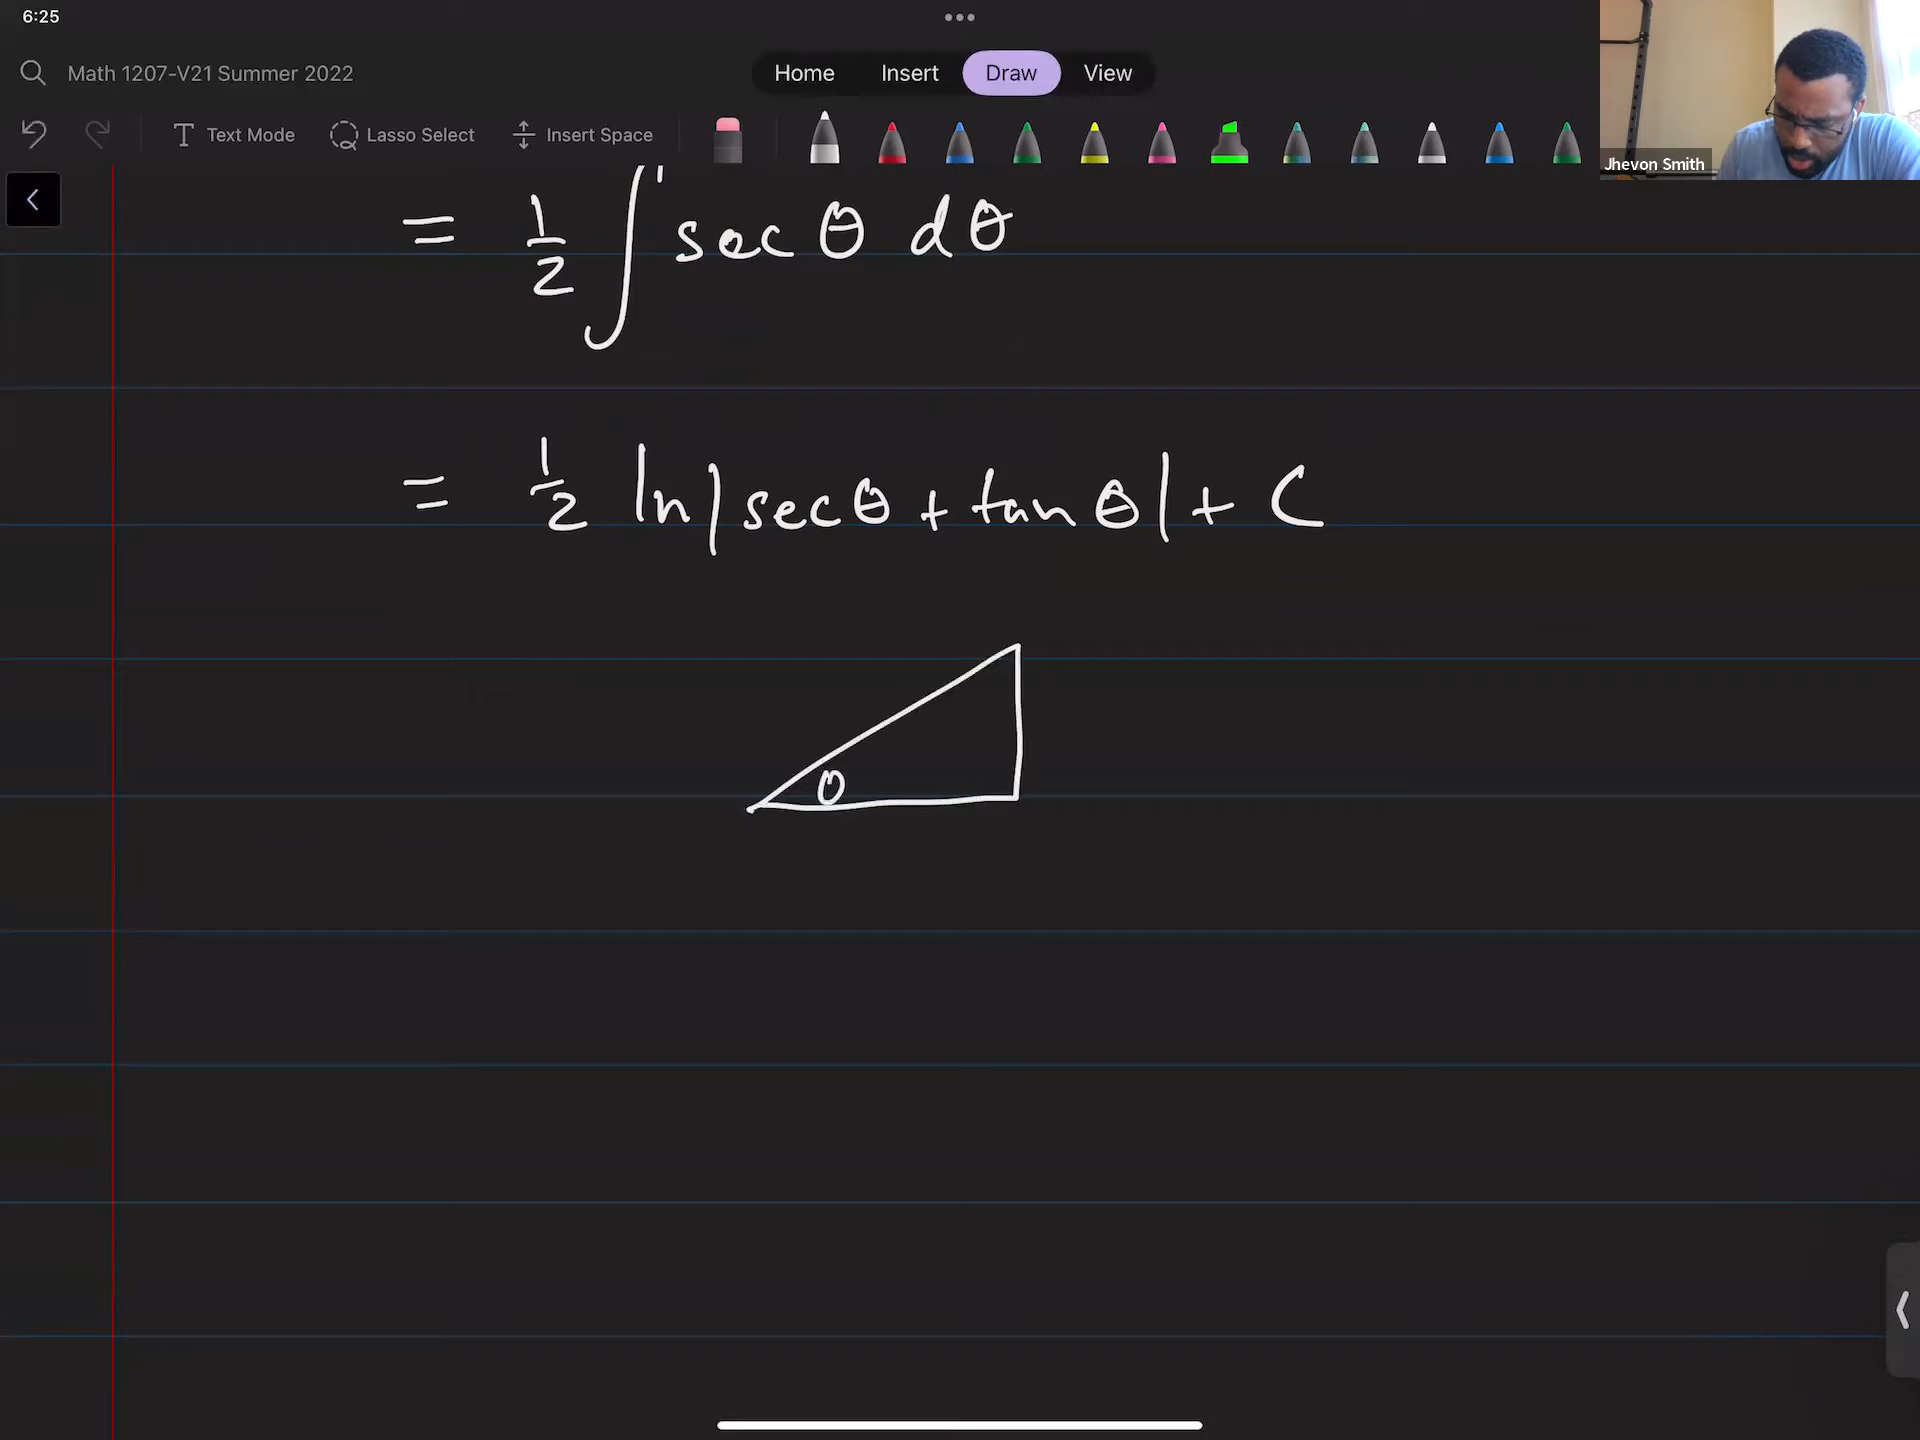 6:25
Math 1207-V21 Summer 2022
Home Insert Draw View
Text Mode Lasso Select Insert Space
Jhevon Smith
= 1/2 ∫ sec θ dθ
= 1/2 ln|sec θ + tan θ| + C
θ